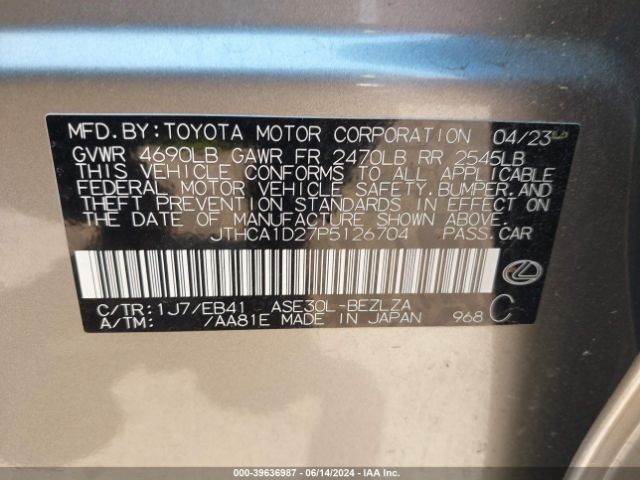 MFD. BY: TOYOTA MOTOR CORPORATION 04/23
GVWR 4690LB GAWR FR 2470LB RR 2545LB
THIS VEHICLE CONFORMS TO ALL APPLICABLE
FEDERAL MOTOR VEHICLE SAFETY, BUMPER, AND
THEFT PREVENTION STANDARDS IN EFFECT ON
THE DATE OF MANUFACTURE SHOWN ABOVE.
JTHCA1D27P5126704 PASS. CAR
C/TR: 1J7/EB41 ASE30L-BEZLZA C
A/TM: /AA81E MADE IN JAPAN 968
000-39636987 - 06/14/2024 - IAA Inc.